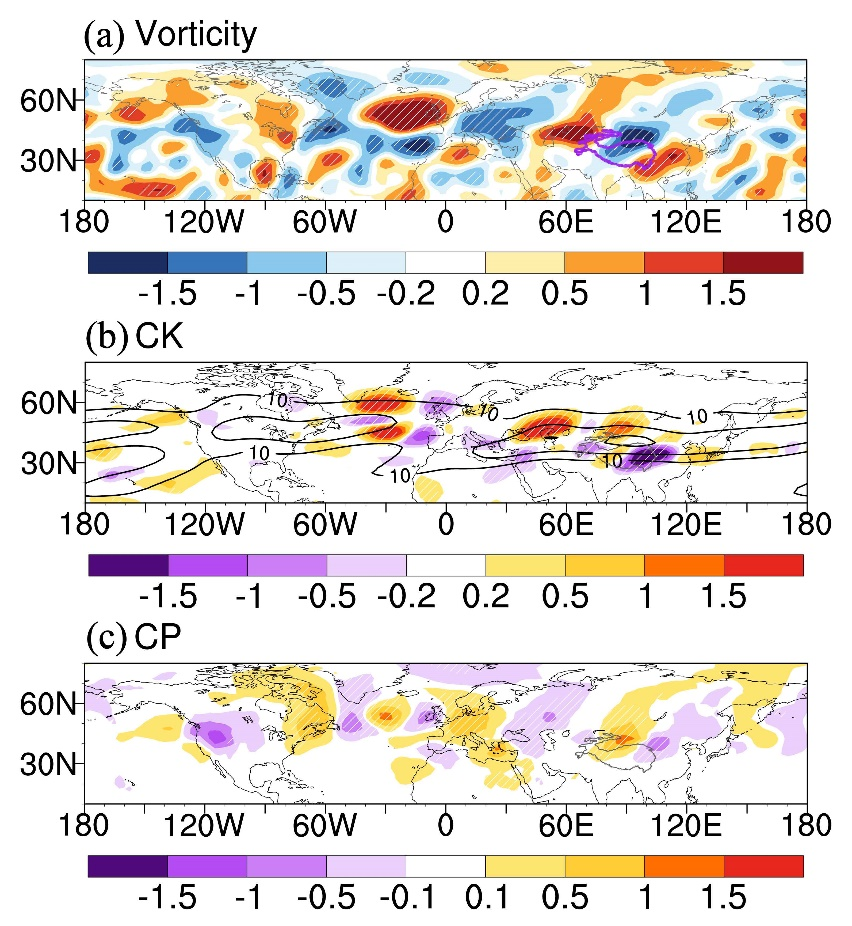 (a) Vorticity
60N
30N
180 120W 60W 0 60E 120E 180
-1.5 -1 -0.5 -0.2 0.2 0.5 1 1.5
(b) CK
10 10 10
60N
10 10
30N
10
180 120W 60W 0 60E 120E 180
-1.5 -1 -0.5 -0.2 0.2 0.5 1 1.5
(c) CP
60N
30N
180 120W 60W 0 60E 120E 180
-1.5 -1 -0.5 -0.1 0.1 0.5 1 1.5